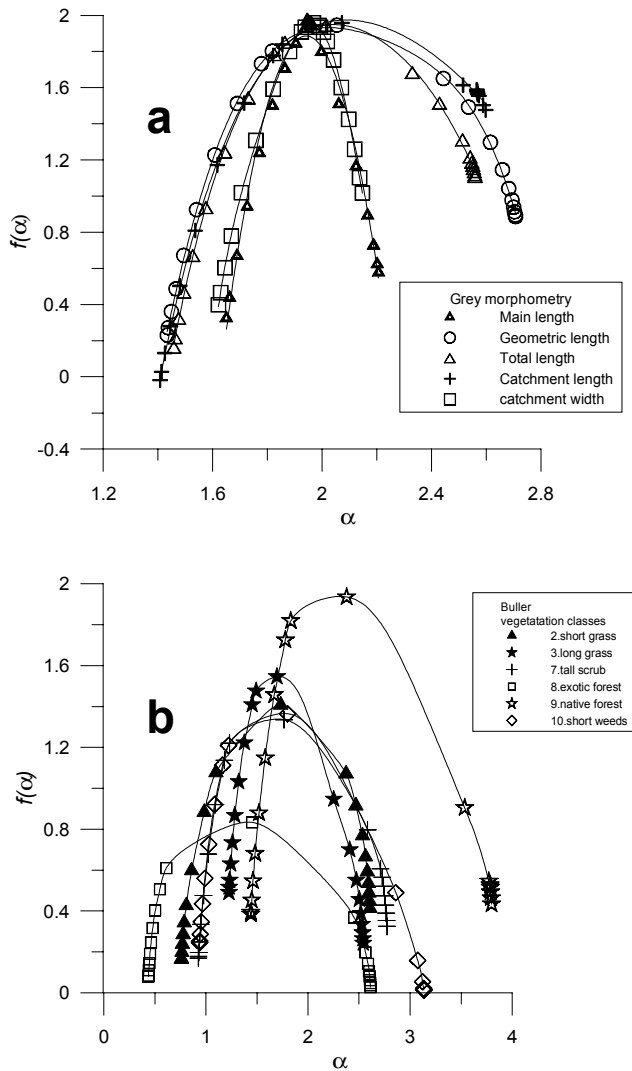 2
1.6
1.2
0.8
0.4
0
-0.4
f(α)
a
1.2 1.6 2 2.4 2.8
α
Grey morphometry
Main length
Geometric length
Total length
Catchment length
catchment width
2
1.6
1.2
0.8
0.4
0
f(α)
b
0 1 2 3 4
α
Buller
vegetatation classes
2.short grass
3.long grass
7.tall scrub
8.exotic forest
9.native forest
10.short weeds